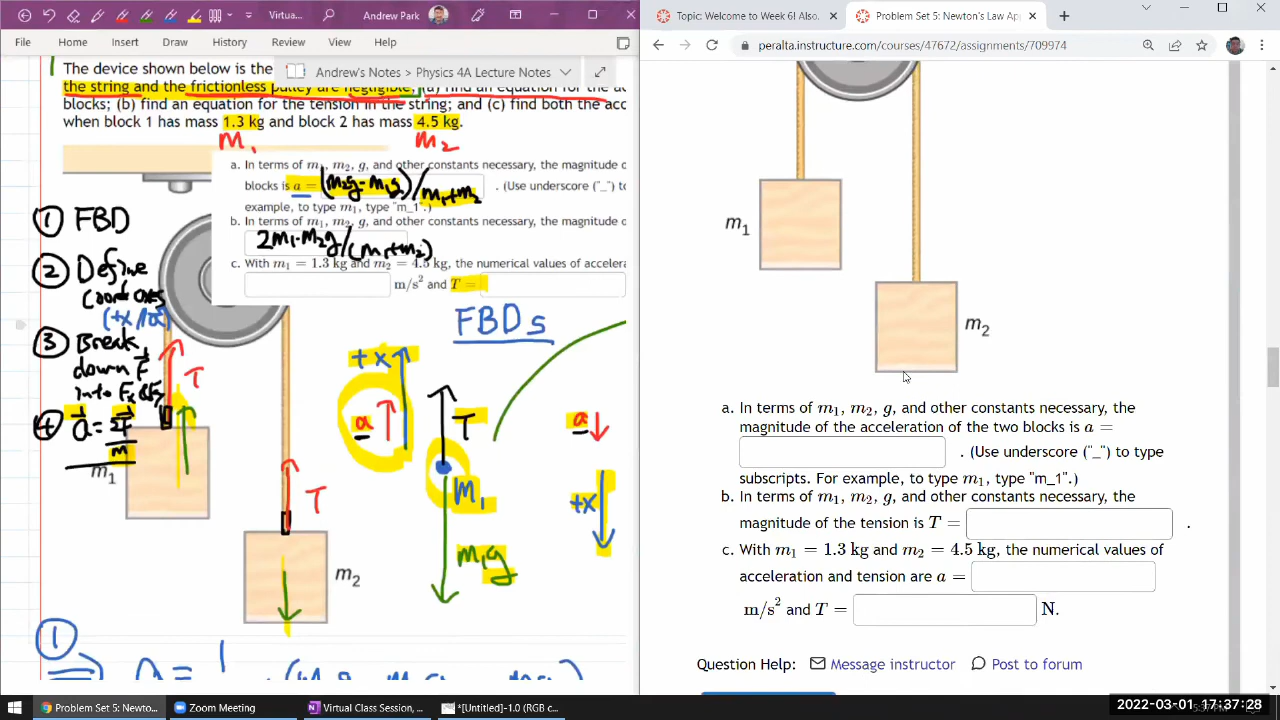 Virtua...
Andrew Park
File
Home
Insert
Draw
History
Review
View
Help
The device shown below is the
Andrew's Notes > Physics 4A Lecture Notes
the string and the frictionless pulley are negligible, (a) find an equation for the ac
blocks; (b) find an equation for the tension in the string; and (c) find both the acc
when block 1 has mass 1.3 kg and block 2 has mass 4.5 kg.
M₁
M₂
a. In terms of m₁, m₂, g, and other constants necessary, the magnitude o
blocks is a = (m₂g-m₁g)/m₁+m₂ . (Use underscore ("_") to
example, to type m₁, type "m_1".)
b. In terms of m₁, m₂, g, and other constants necessary, the magnitude o
2m₁·m₂g/(m₁+m₂)
c. With m₁ = 1.3 kg and m₂ = 4.5 kg, the numerical values of accelera
m/s² and T =
① FBD
② Define
coord axes
③ Break
down F
into
④ a = ΣF
m
T
m₁
T
m₂
FBDs
+x
a
T
M₁
M₁g
a
+x
①
Topic: Welcome to Week 6! Also
Problem Set 5: Newton's Law Ap
peralta.instructure.com/courses/47672/assignments/709974
m₁
m₂
a. In terms of m₁, m₂, g, and other constants necessary, the
magnitude of the acceleration of the two blocks is a =
. (Use underscore ("_") to type
subscripts. For example, to type m₁, type "m_1".)
b. In terms of m₁, m₂, g, and other constants necessary, the
magnitude of the tension is T = .
c. With m₁ = 1.3 kg and m₂ = 4.5 kg, the numerical values of
acceleration and tension are a =
m/s² and T = N.
Question Help:
Message instructor
Post to forum
Problem Set 5: Newto...
Zoom Meeting
Virtual Class Session, ...
*[Untitled]-1.0 (RGB c...
2022-03-01 17:37:28